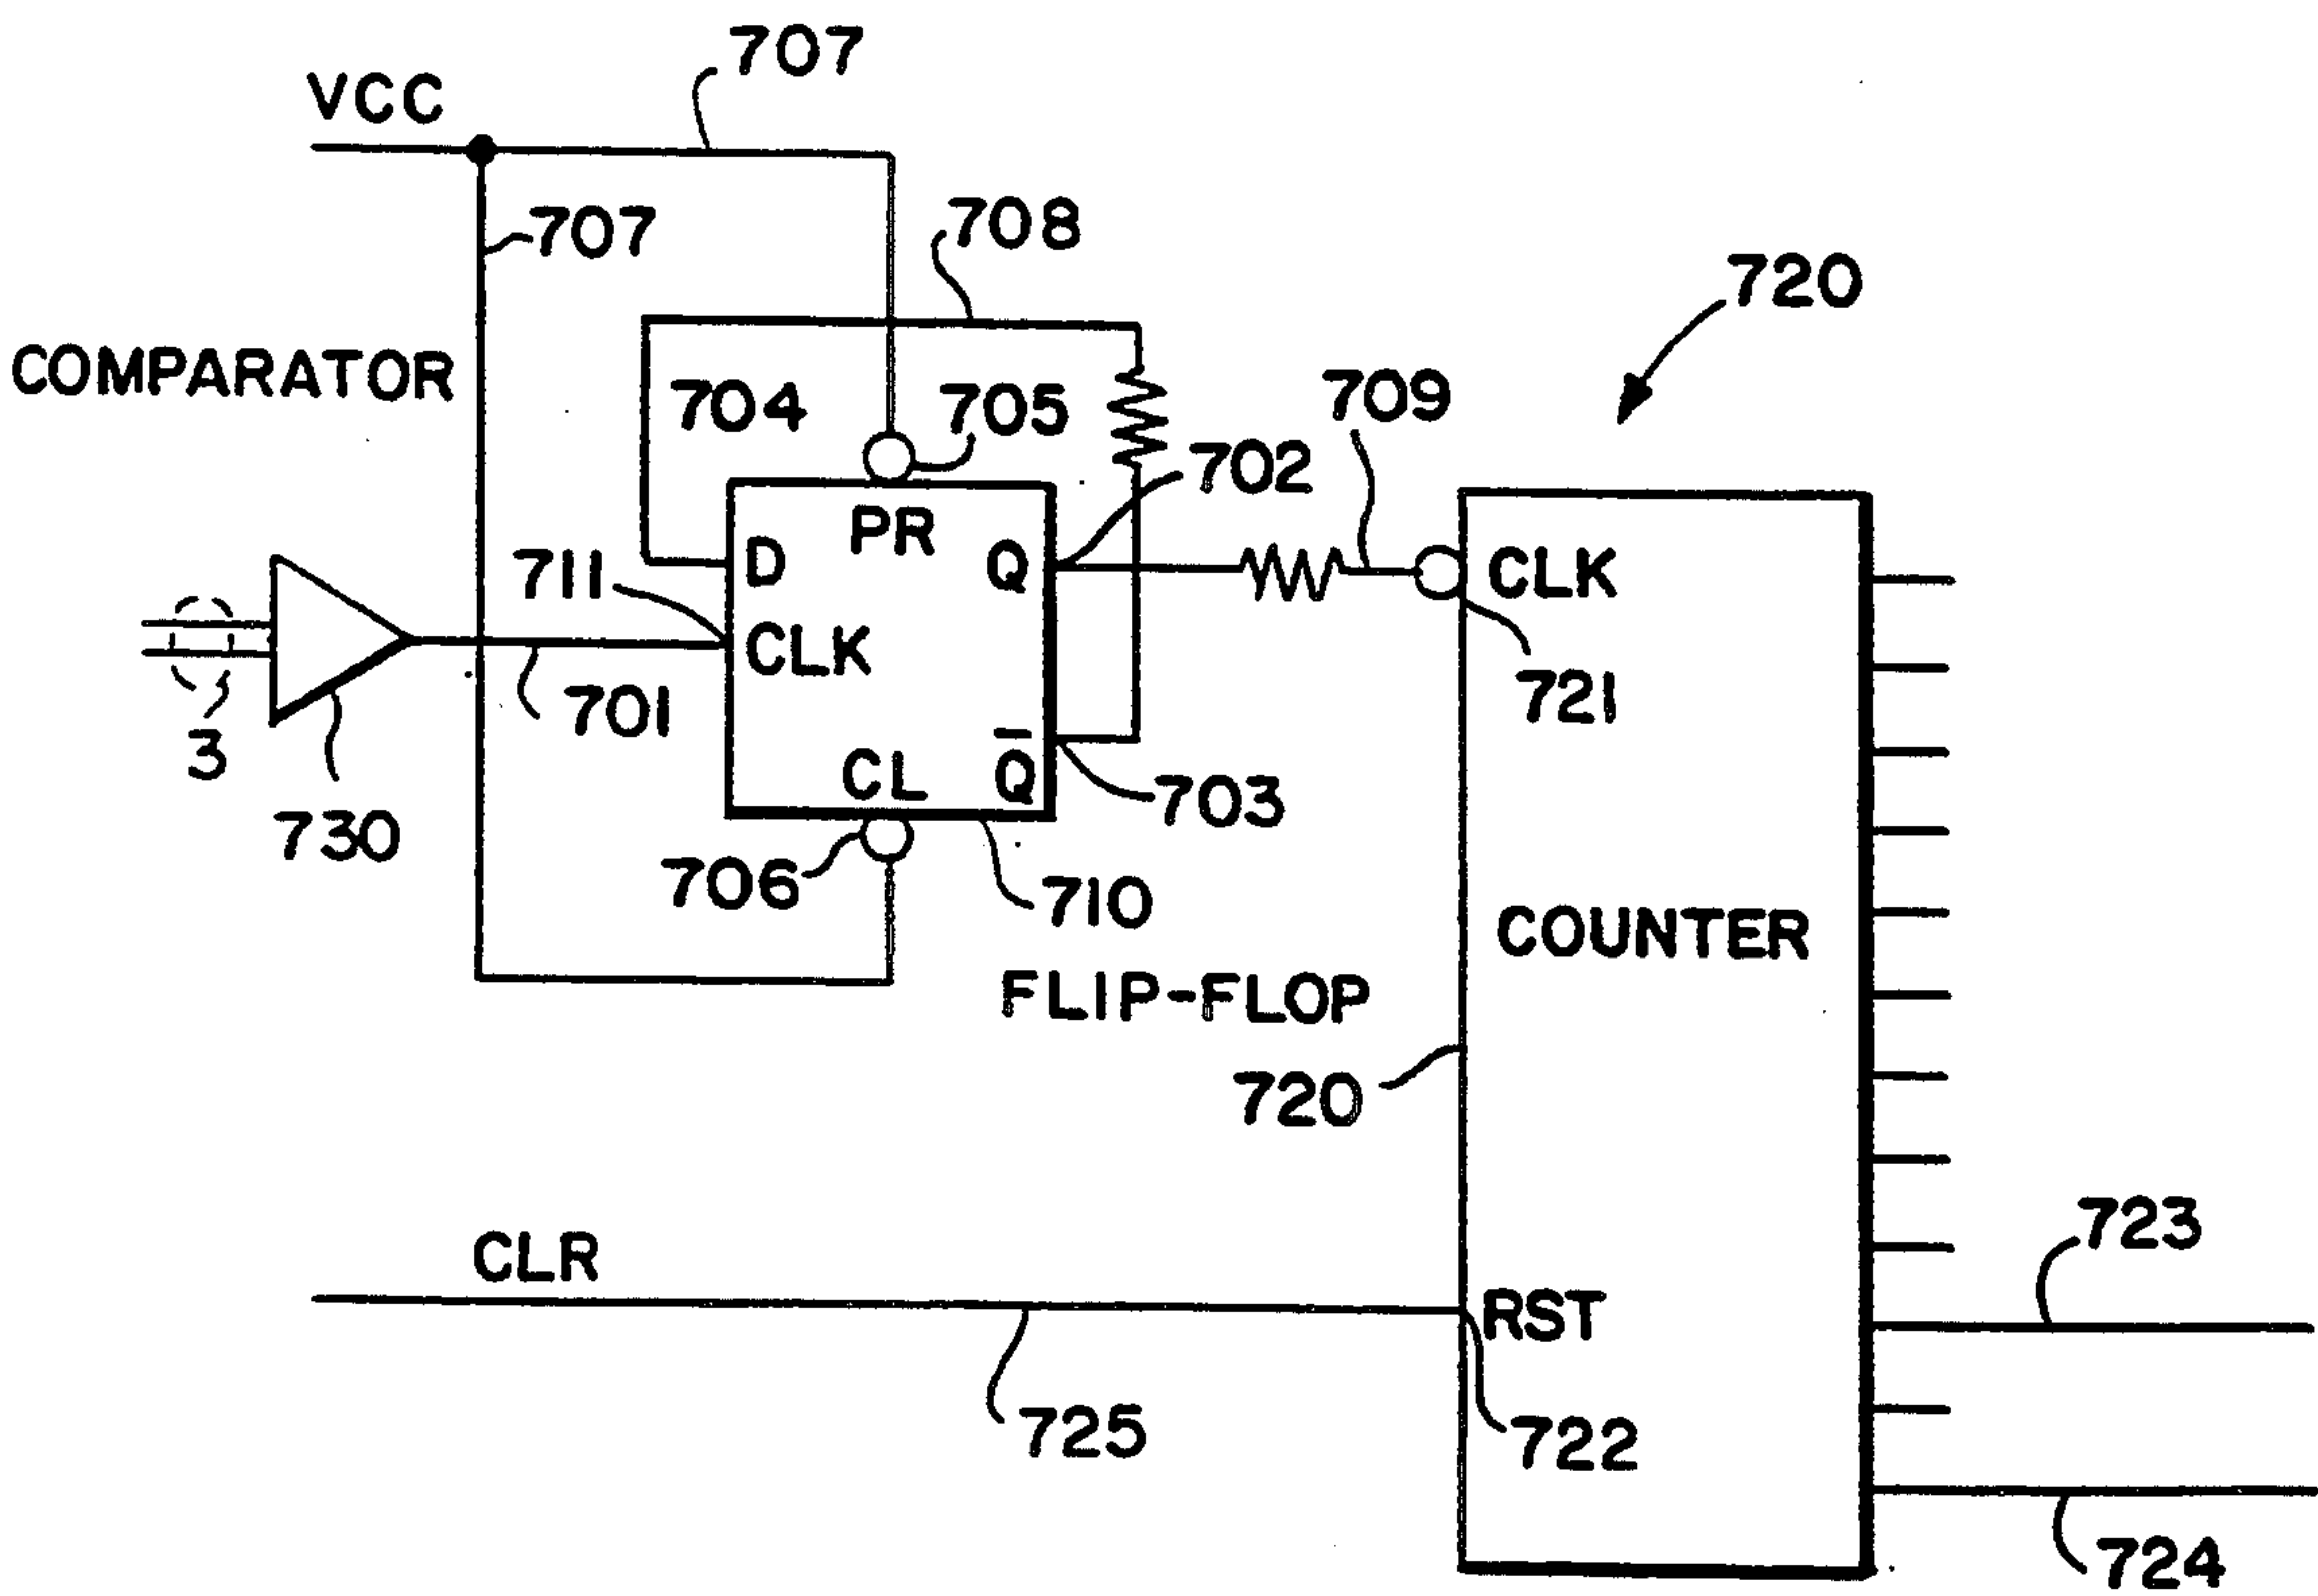 707
VCC
707
708
720
COMPARATOR
704
705
709
702
PR
D
Q
CLK
711
CLK
701
721
3
CL
Q̅
703
730
706
710
COUNTER
FLIP-FLOP
720
CLR
723
RST
725
722
724